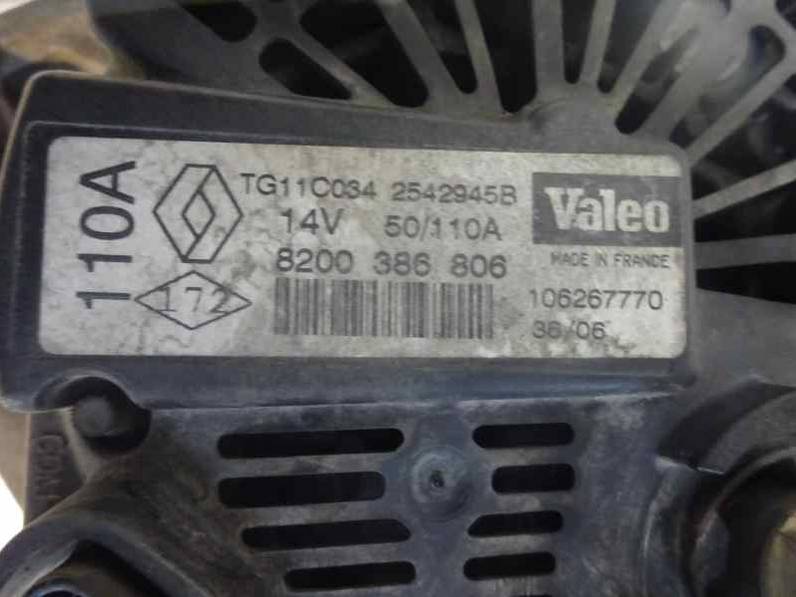 110A
TG11C034 2542945B
14V 50/110A
8200 386 806
172
Valeo
MADE IN FRANCE
106267770
36/06